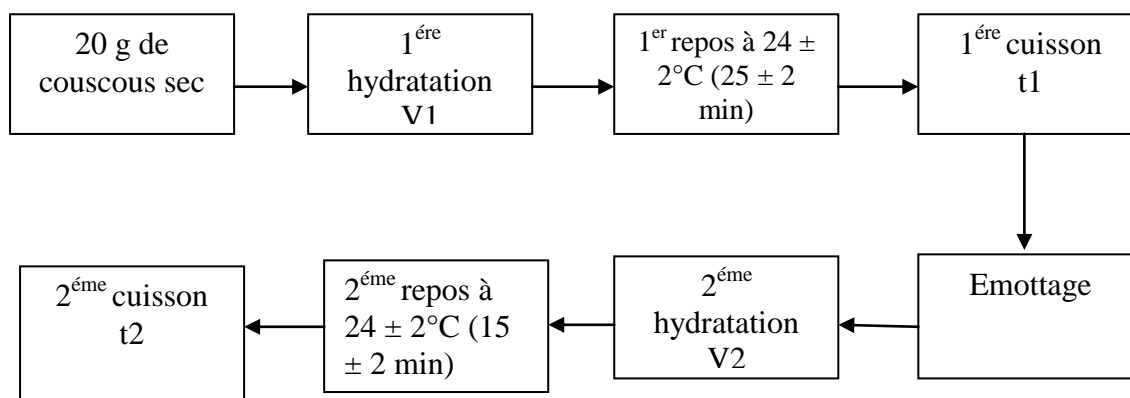 20 g de
couscous sec
1ére
hydratation
V1
1er repos à 24 ±
2°C (25 ± 2
min)
1ére cuisson
t1
Emottage
2éme
hydratation
V2
2éme repos à
24 ± 2°C (15
± 2 min)
2éme cuisson
t2